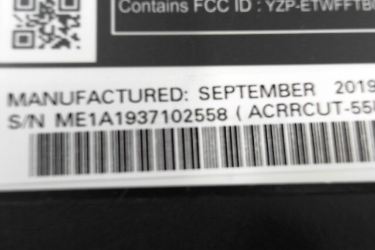 Contains FCC ID : YZP-ETWFFTB
MANUFACTURED: SEPTEMBER 2019
S/N ME1A1937102558 ( ACRRCUT-55